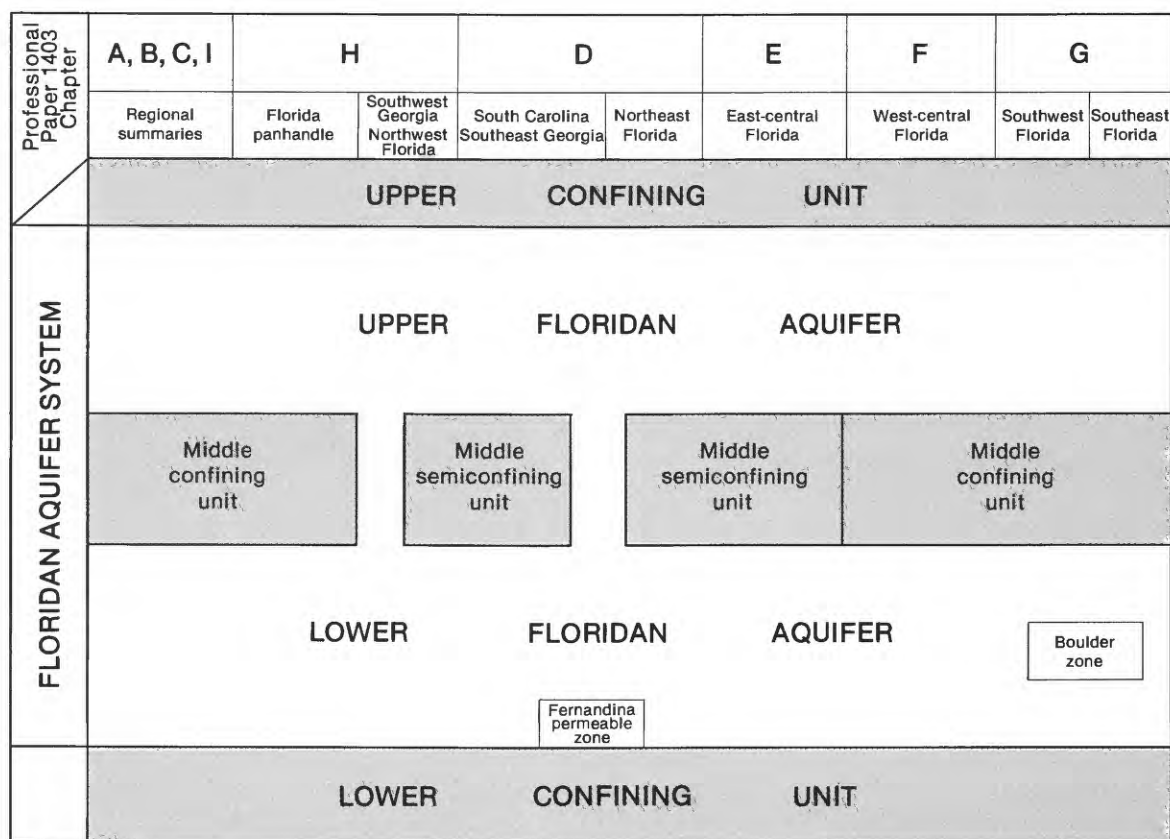 Professional
Paper 1403
Chapter
A, B, C, I
H
D
E
F
G
Regional
summaries
Florida
panhandle
Southwest
Georgia
Northwest
Florida
South Carolina
Southeast Georgia
Northeast
Florida
East-central
Florida
West-central
Florida
Southwest
Florida
Southeast
Florida
UPPER CONFINING UNIT
FLORIDAN AQUIFER SYSTEM
UPPER FLORIDAN AQUIFER
Middle
confining
unit
Middle
semiconfining
unit
Middle
semiconfining
unit
Middle
confining
unit
LOWER FLORIDAN AQUIFER
Boulder
zone
Fernandina
permeable
zone
LOWER CONFINING UNIT